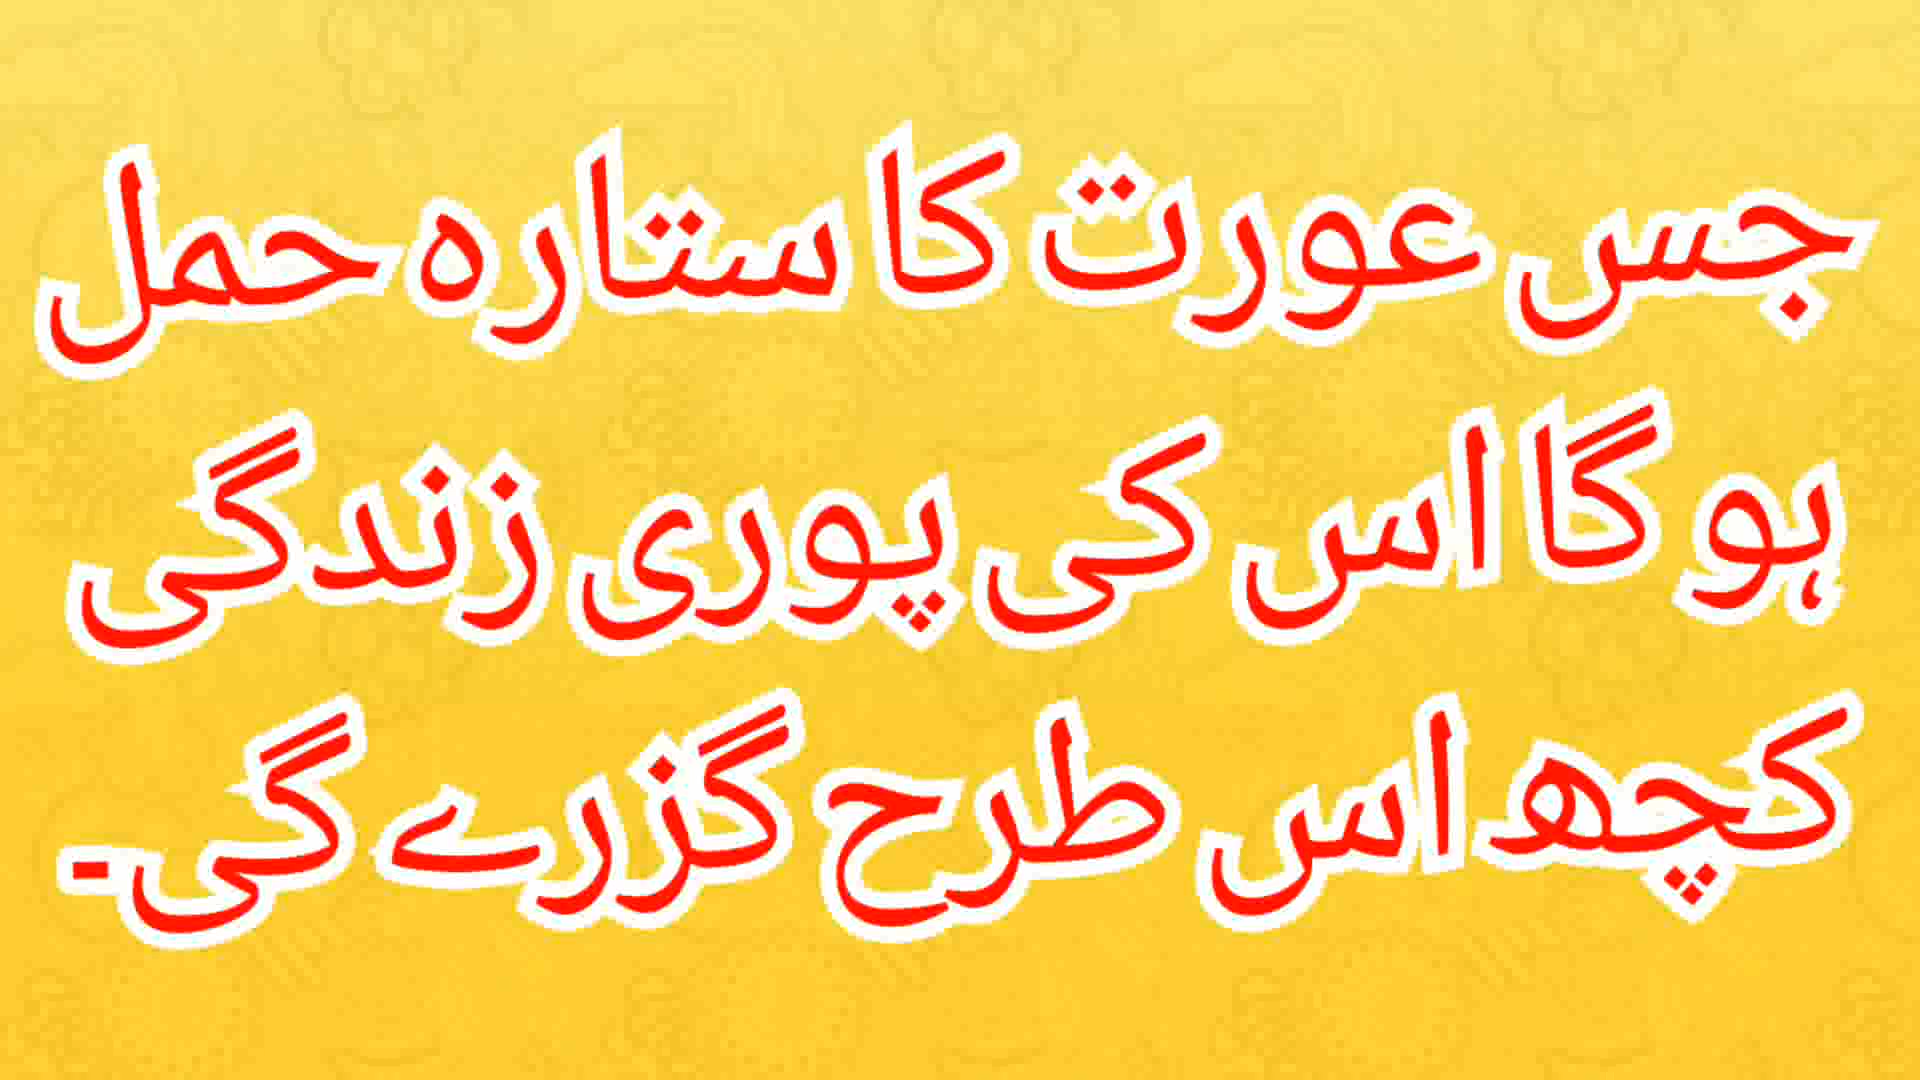 جس عورت کا ستارہ حمل
ہو گا اس کی پوری زندگی
کچھ اس طرح گزرے گی۔